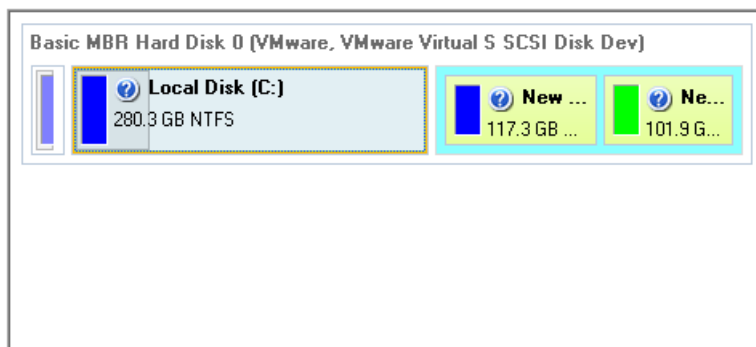 Basic MBR Hard Disk 0 (VMware, VMware Virtual S SCSI Disk Dev)
Local Disk (C:)
280.3 GB NTFS
New ...
117.3 GB ...
Ne...
101.9 G...